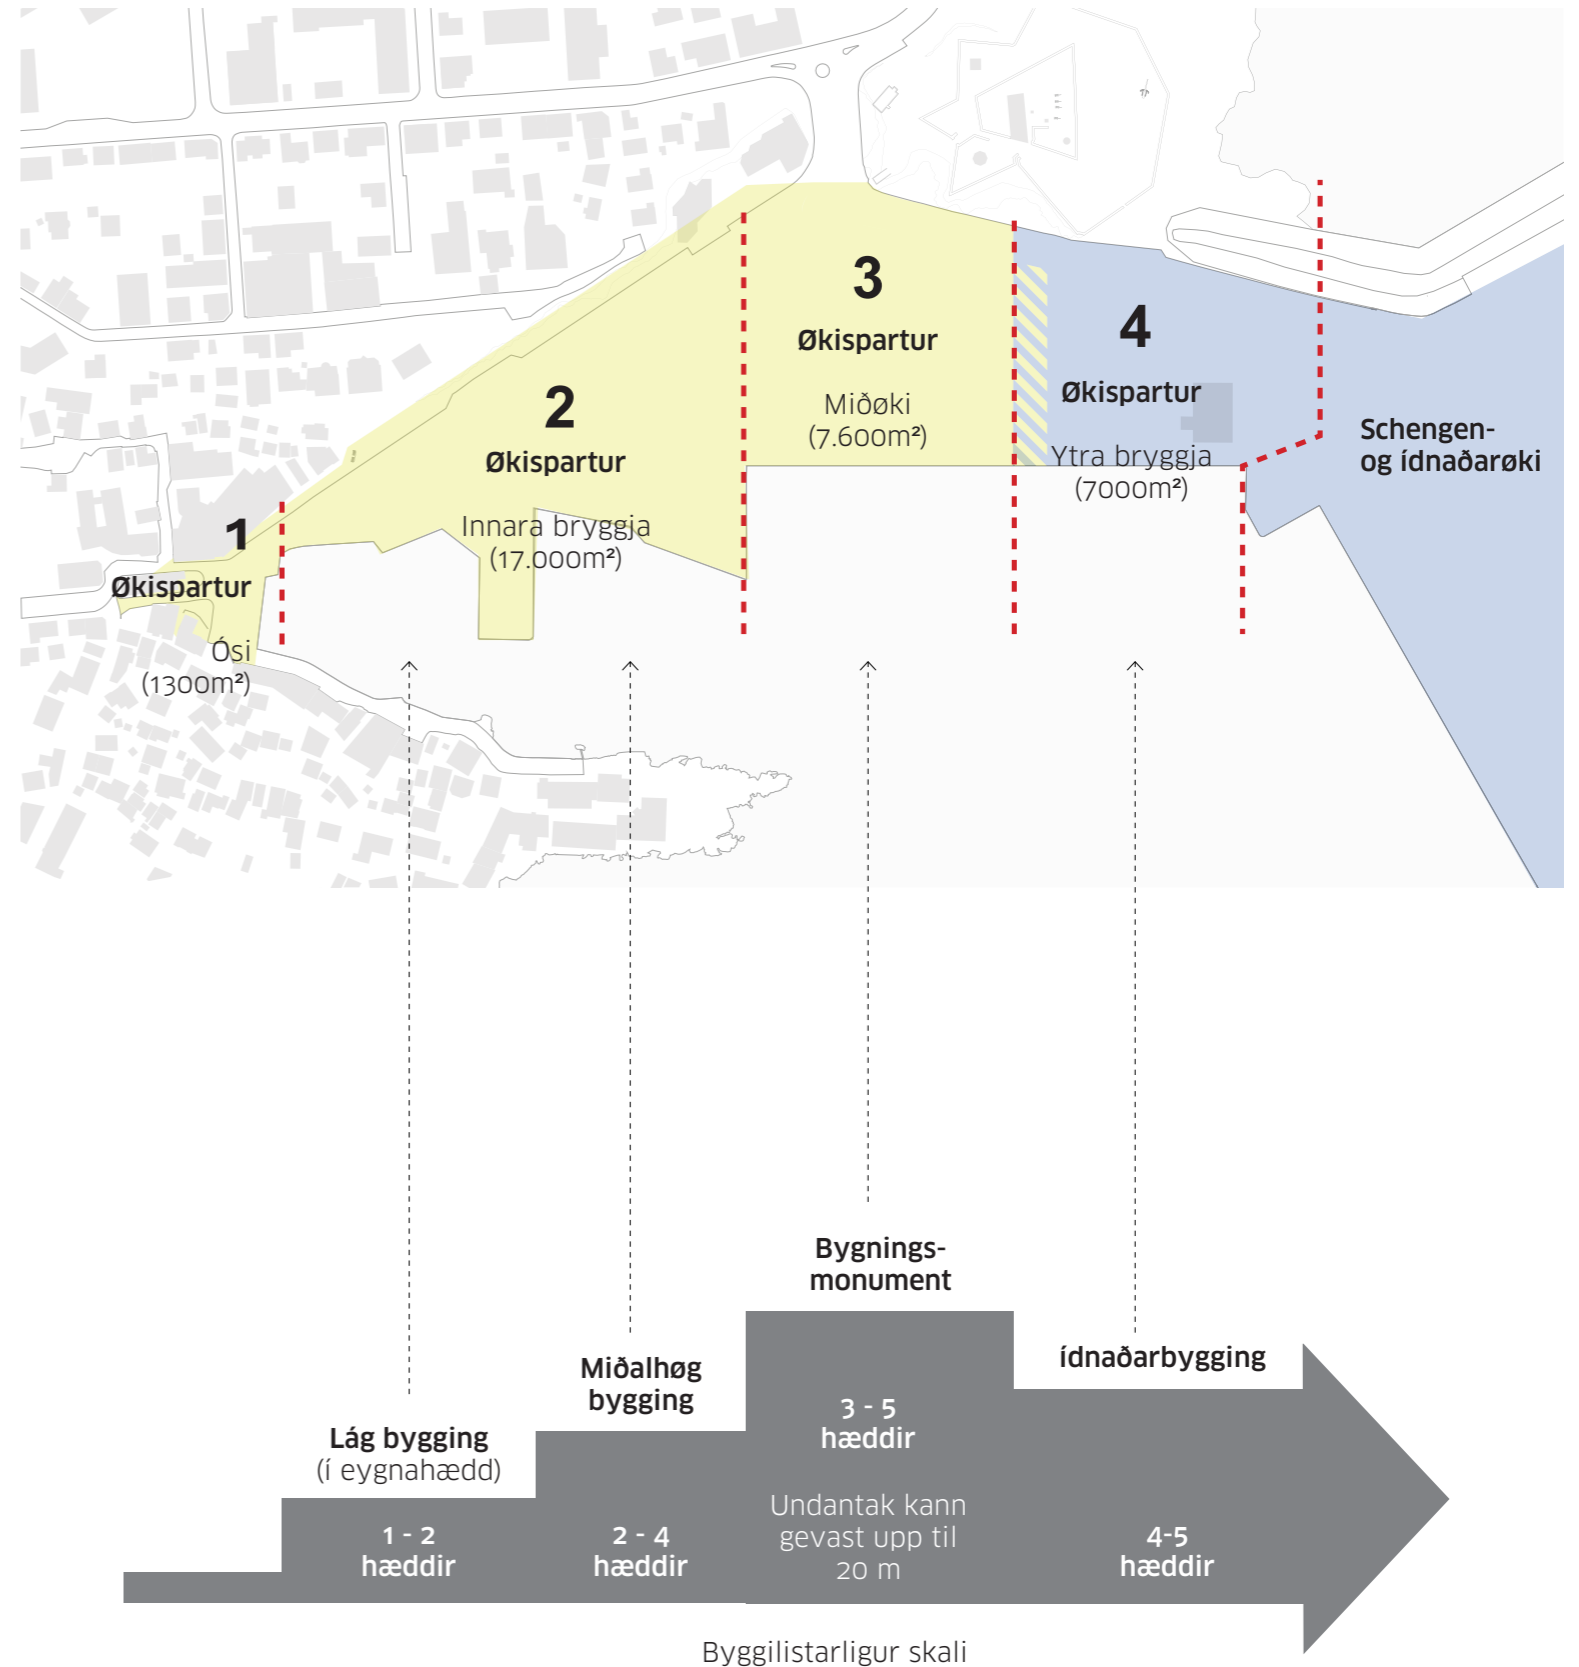 1
Økispartur
Ósi
(1300m²)
2
Økispartur
Innara bryggja
(17.000m²)
3
Økispartur
Miðøki
(7.600m²)
4
Økispartur
Ytra bryggja
(7000m²)
Schengen-
og ídnaðarøki
Lág bygging
(í eygnahædd)
1 - 2
hæddir
Miðalhøg
bygging
2 - 4
hæddir
Bygnings-
monument
3 - 5
hæddir
Undantak kann
gevast upp til
20 m
ídnaðarbygging
4-5
hæddir
Byggilistarligur skali